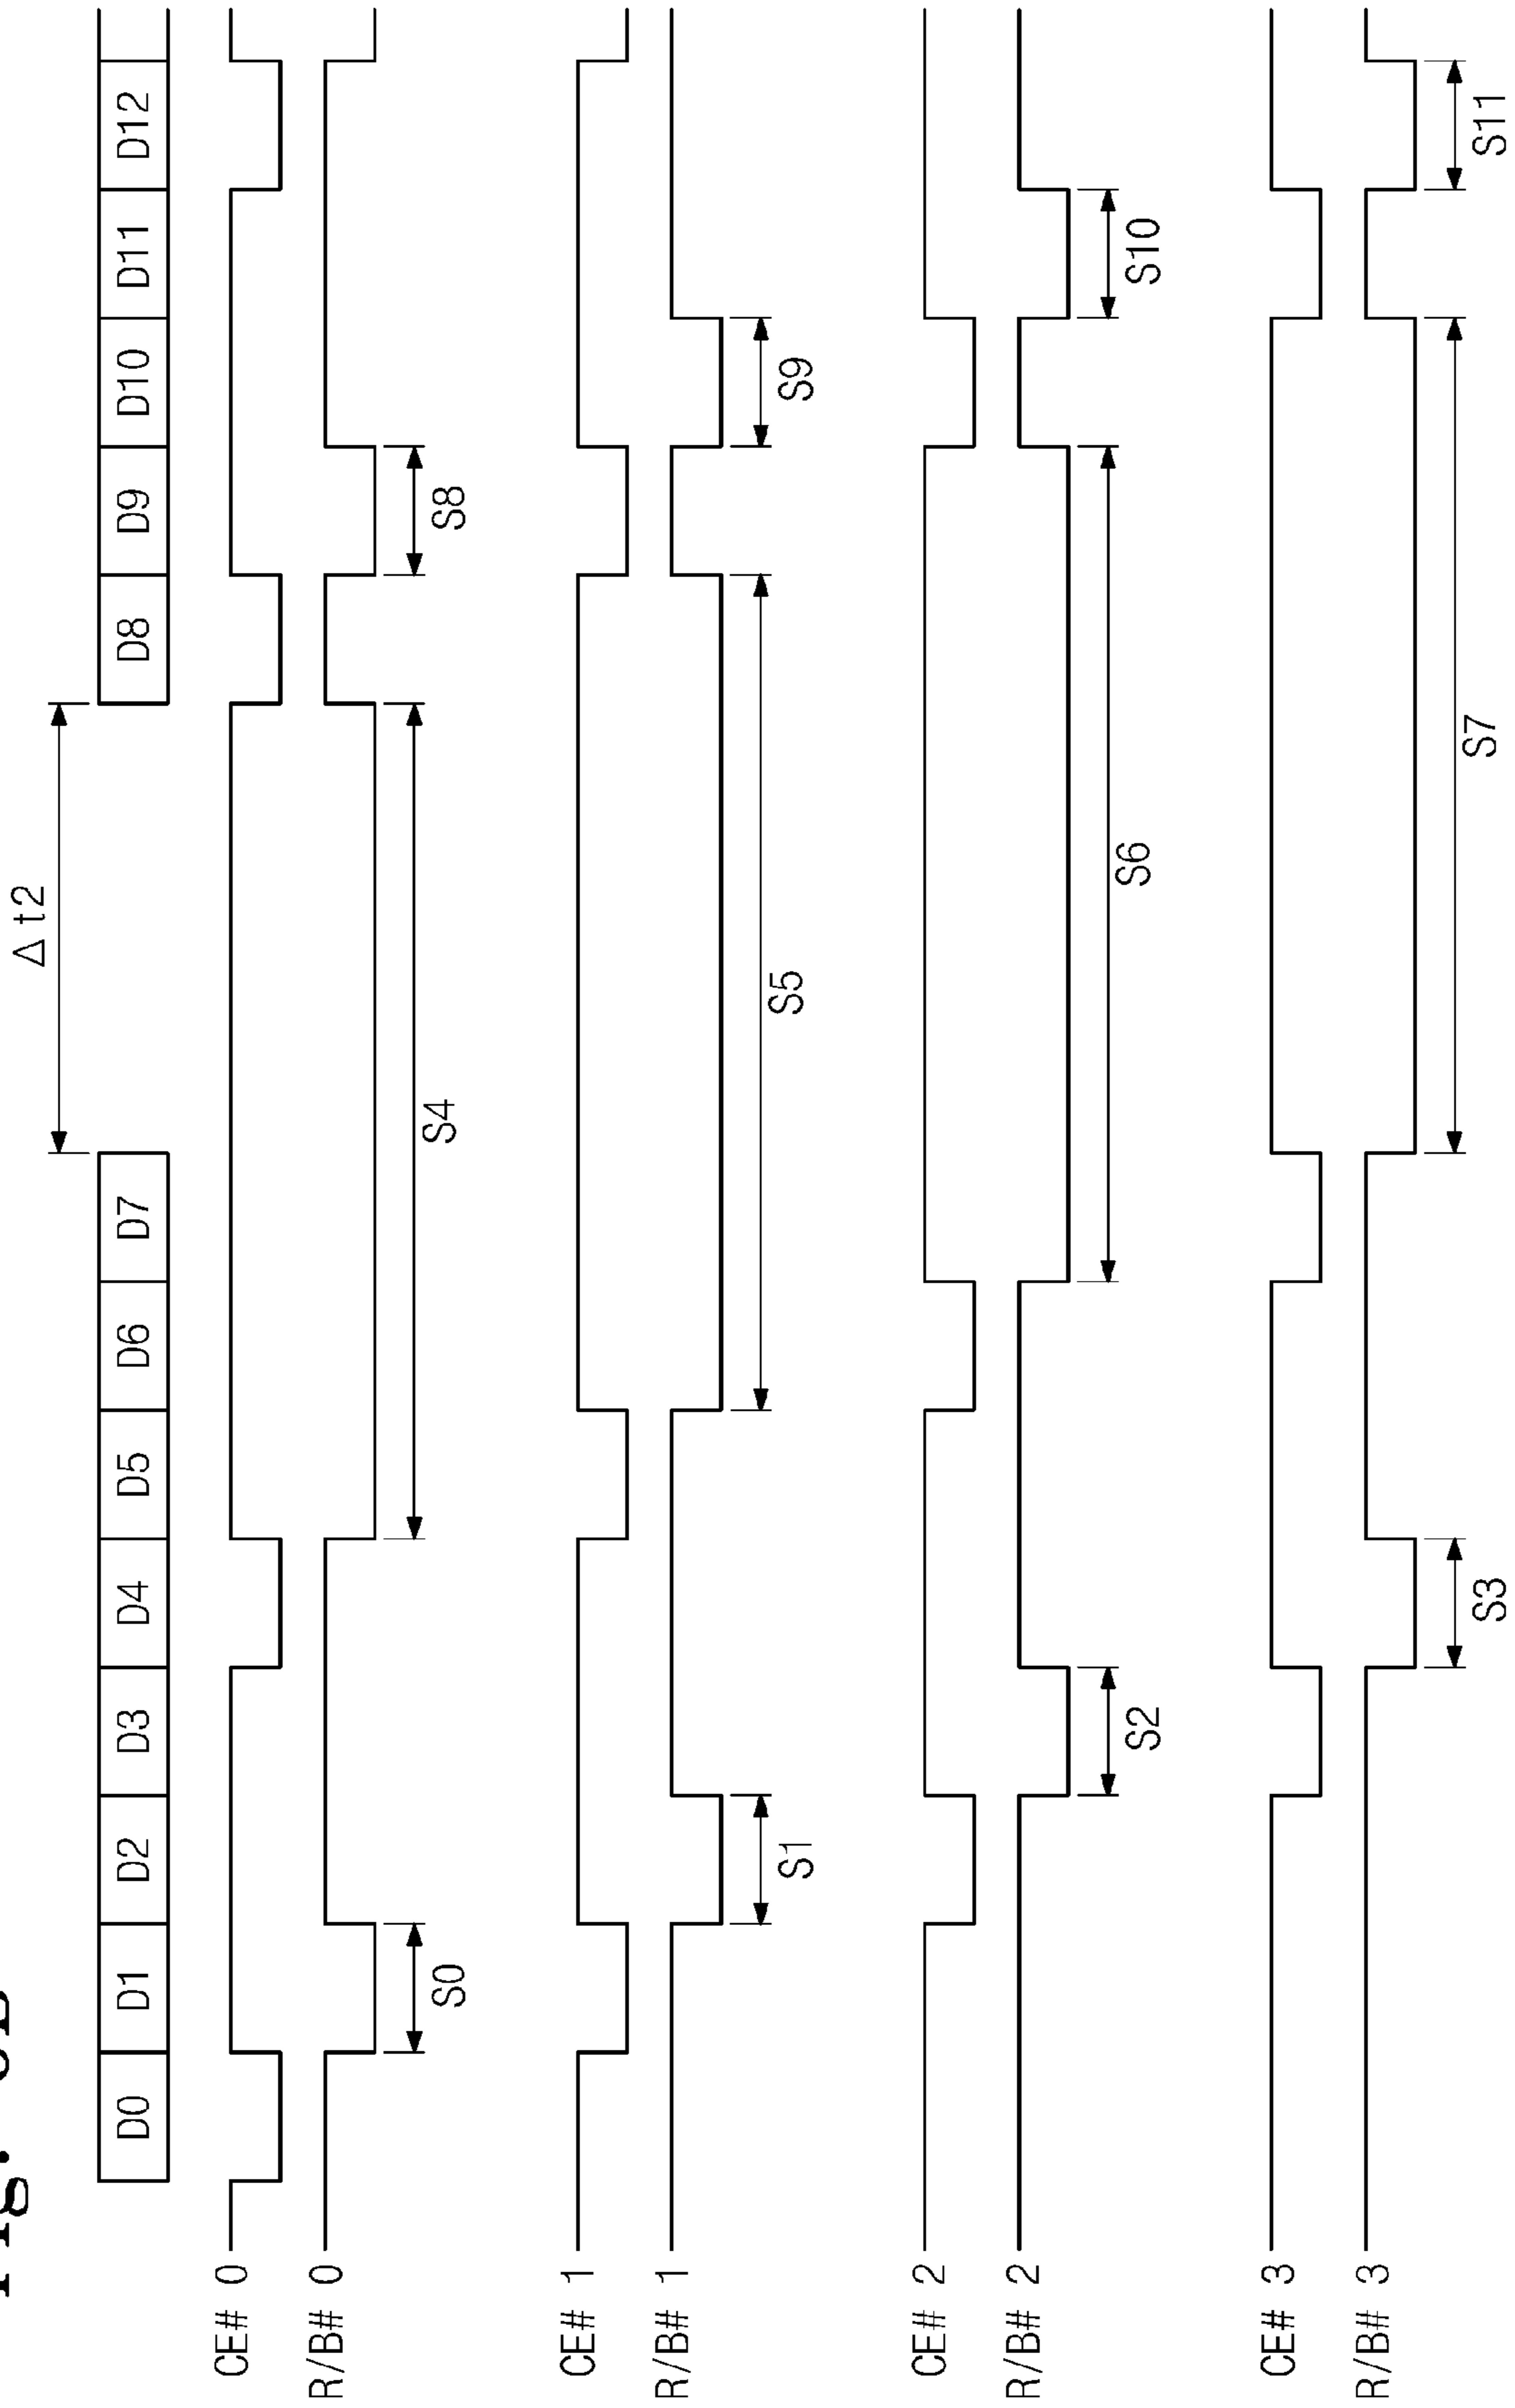 Δt2
D0 D1 D2 D3 D4 D5 D6 D7 D8 D9 D10 D11 D12
CE# 0
R/B# 0
S0 S4 S8
CE# 1
R/B# 1
S1 S5 S9
CE# 2
R/B# 2
S2 S6 S10
CE# 3
R/B# 3
S3 S7 S11